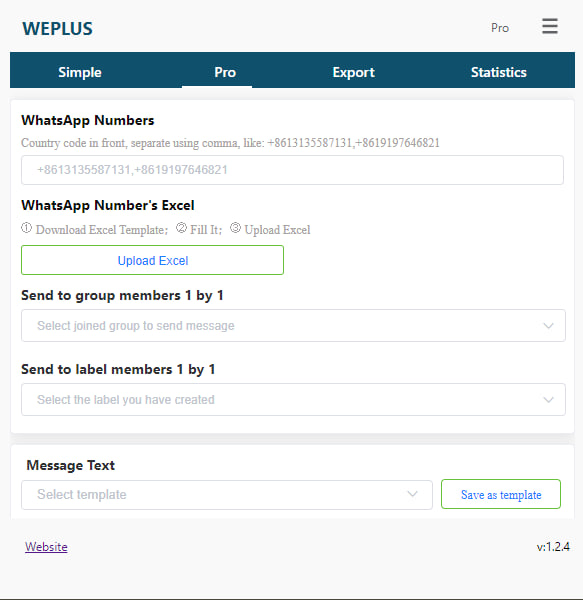 WEPLUS
Pro
Simple Pro Export Statistics
WhatsApp Numbers
Country code in front, separate using comma, like: +8613135587131,+8619197646821
+8613135587131,+8619197646821
WhatsApp Number's Excel
① Download Excel Template; ② Fill It; ③ Upload Excel
Upload Excel
Send to group members 1 by 1
Select joined group to send message
Send to label members 1 by 1
Select the label you have created
Message Text
Select template
Save as template
Website
v:1.2.4